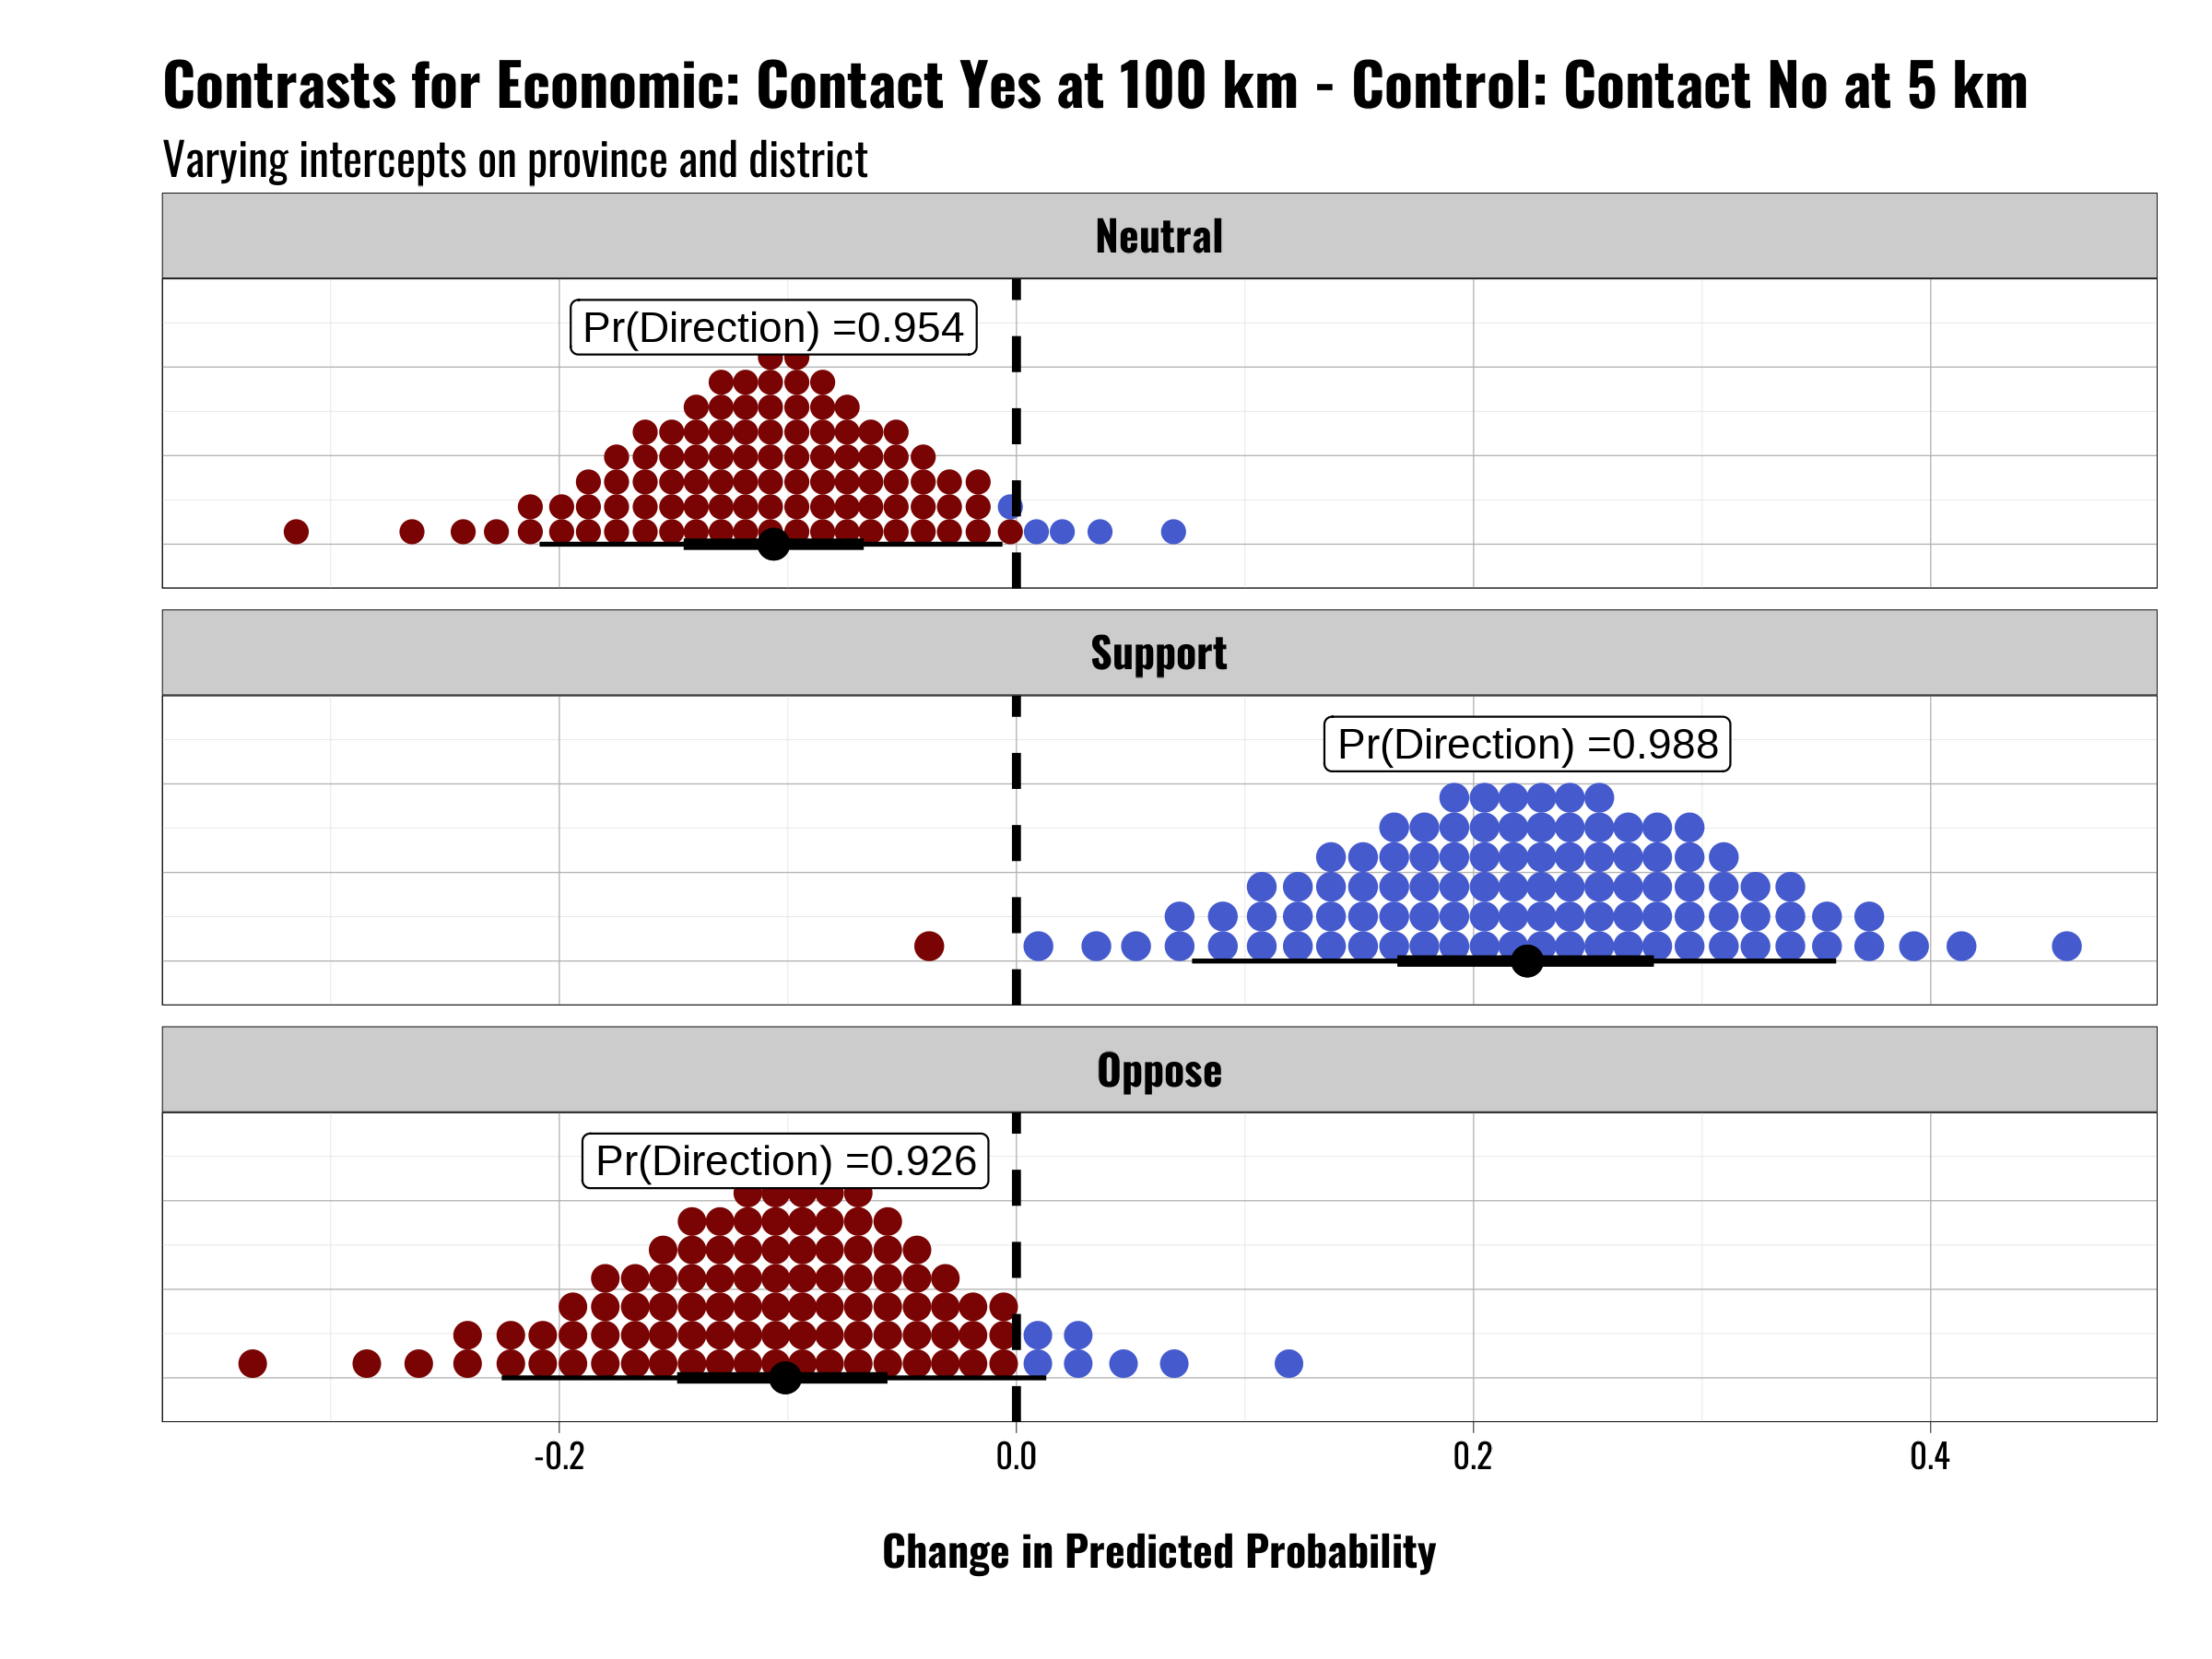 Contrasts for Economic: Contact Yes at 100 km - Control: Contact No at 5 km
Varying intercepts on province and district
Neutral
Pr(Direction) =0.954
Support
Pr(Direction) =0.988
Oppose
Pr(Direction) =0.926
-0.2 0.0 0.2 0.4
Change in Predicted Probability